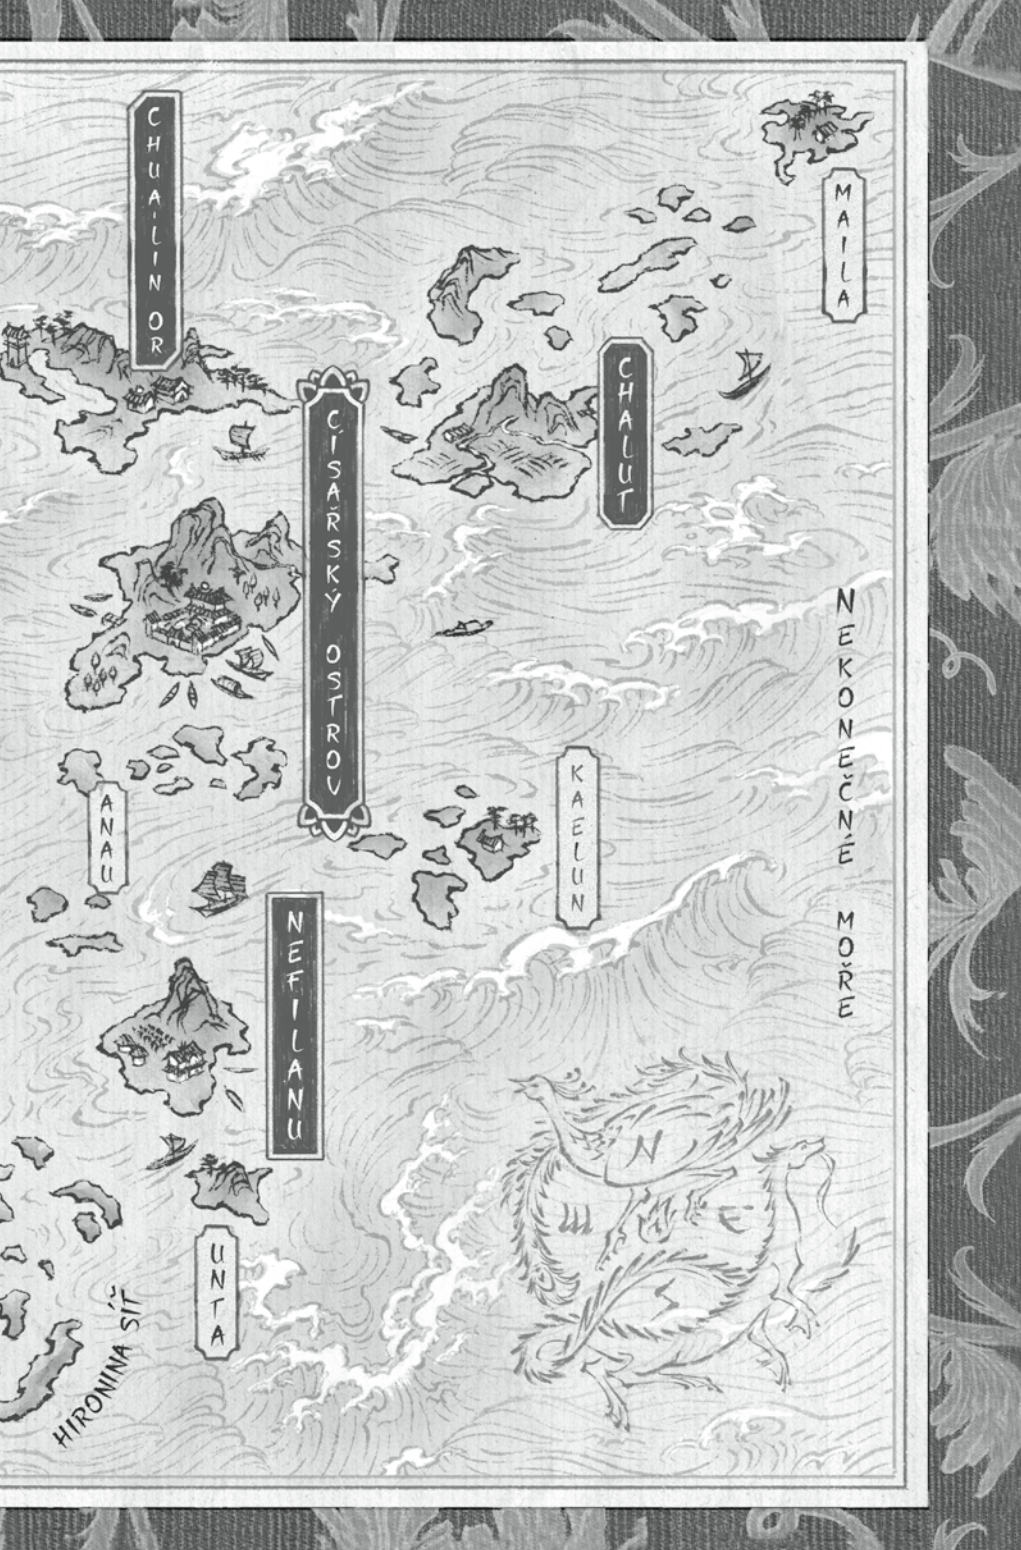 CHUA-LIN OR
MAILA
CHALUT
CÍSAŘSKÝ OSTROV
NEKONEČNÉ MOŘE
KAELUN
ANAU
NEFILANU
N
E
UNTA
HIRONINA SÍŤ